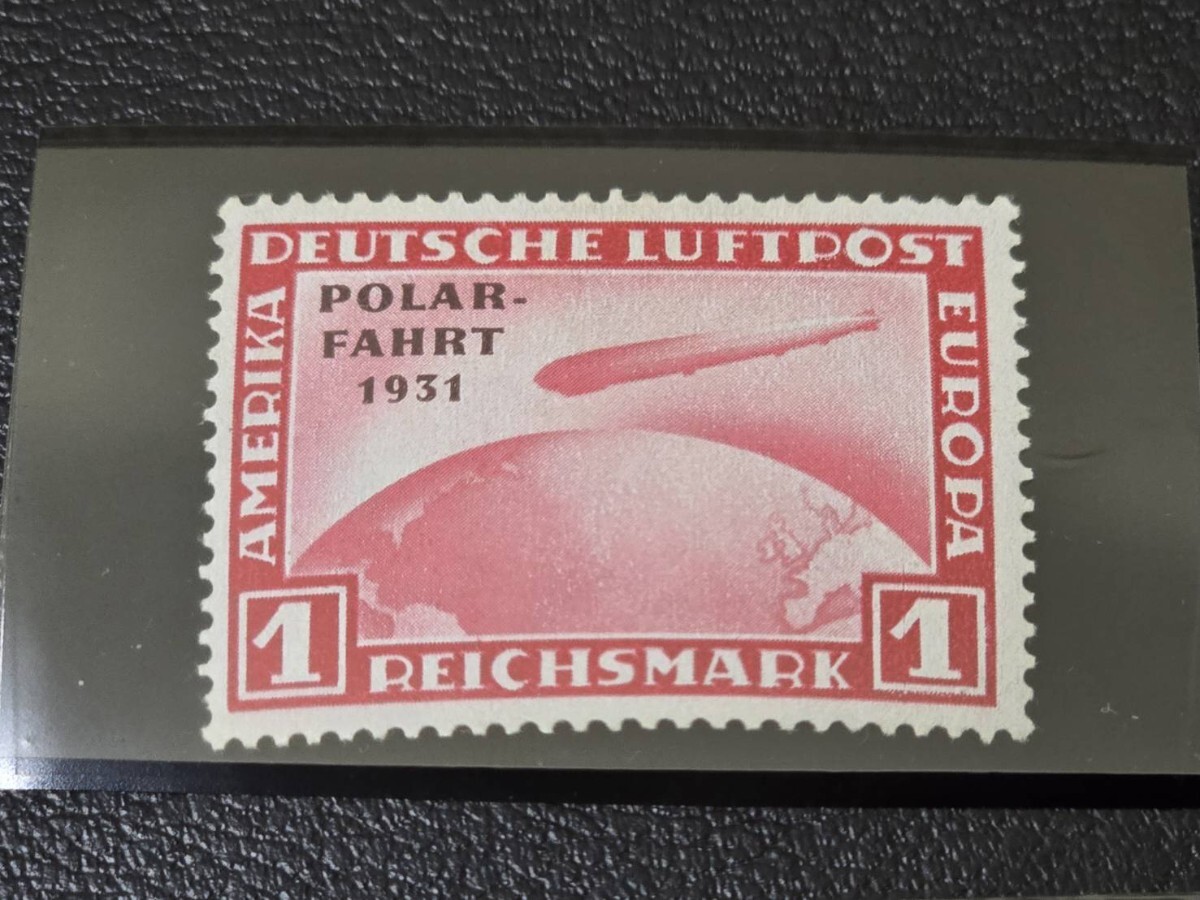 DEUTSCHE LUFTPOST
AMERIKA
POLAR-
FAHRT
1931
EUROPA
1
REICHSMARK
1